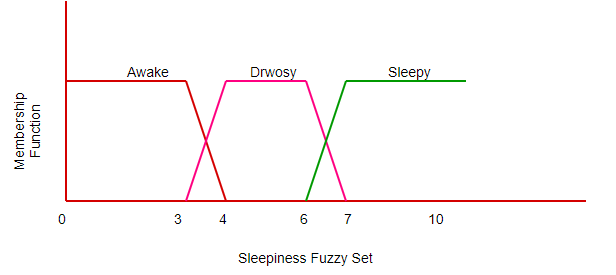 Awake
Drwosy
Sleepy
Membership
Function
0
3
4
6
7
10
Sleepiness Fuzzy Set